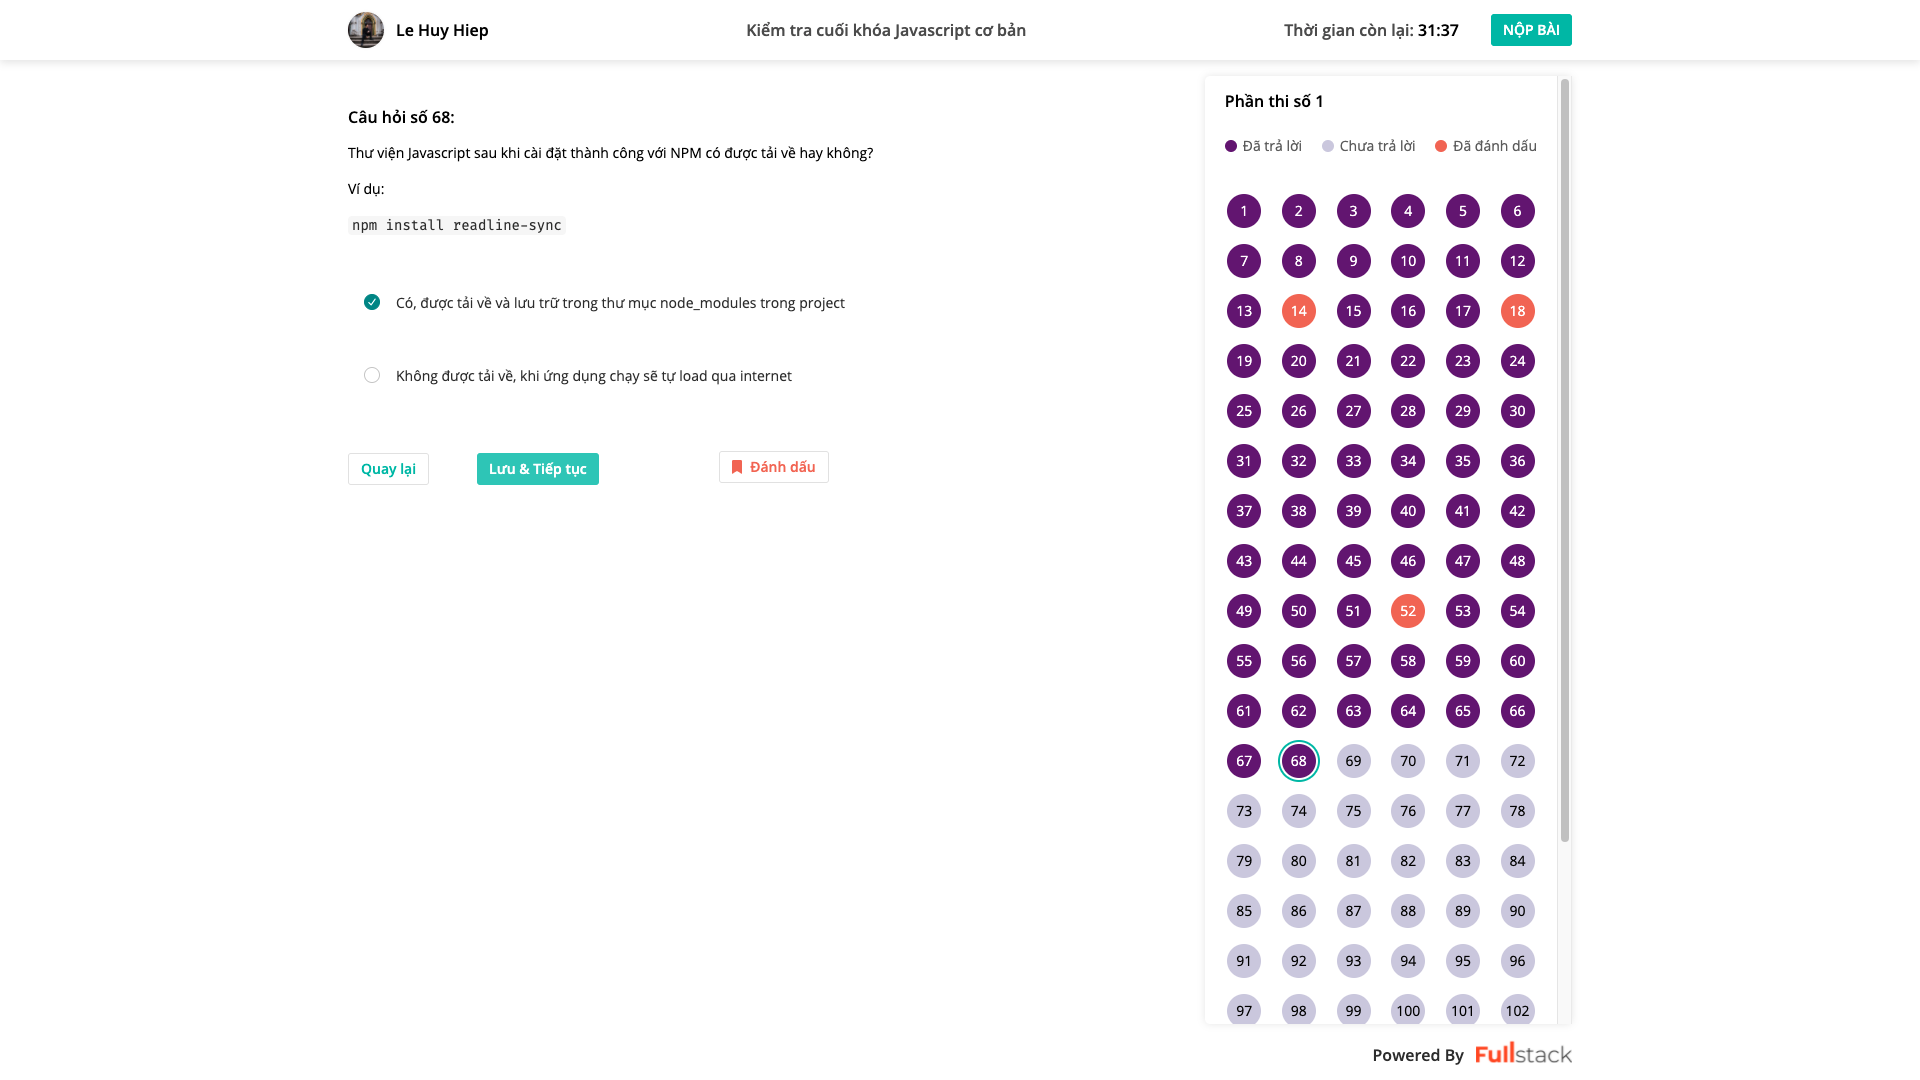 Le Huy Hiep
Kiểm tra cuối khóa Javascript cơ bản
Thời gian còn lại: 31:37
NỘP BÀI
Câu hỏi số 68:
Thư viện Javascript sau khi cài đặt thành công với NPM có được tải về hay không?
Ví dụ:
npm install readline-sync
Có, được tải về và lưu trữ trong thư mục node_modules trong project
Không được tải về, khi ứng dụng chạy sẽ tự load qua internet
Quay lại
Lưu & Tiếp tục
Đánh dấu
Phần thi số 1
Đã trả lời Chưa trả lời Đã đánh dấu
1 2 3 4 5 6
7 8 9 10 11 12
13 14 15 16 17 18
19 20 21 22 23 24
25 26 27 28 29 30
31 32 33 34 35 36
37 38 39 40 41 42
43 44 45 46 47 48
49 50 51 52 53 54
55 56 57 58 59 60
61 62 63 64 65 66
67 68 69 70 71 72
73 74 75 76 77 78
79 80 81 82 83 84
85 86 87 88 89 90
91 92 93 94 95 96
97 98 99 100 101 102
Powered By Fullstack